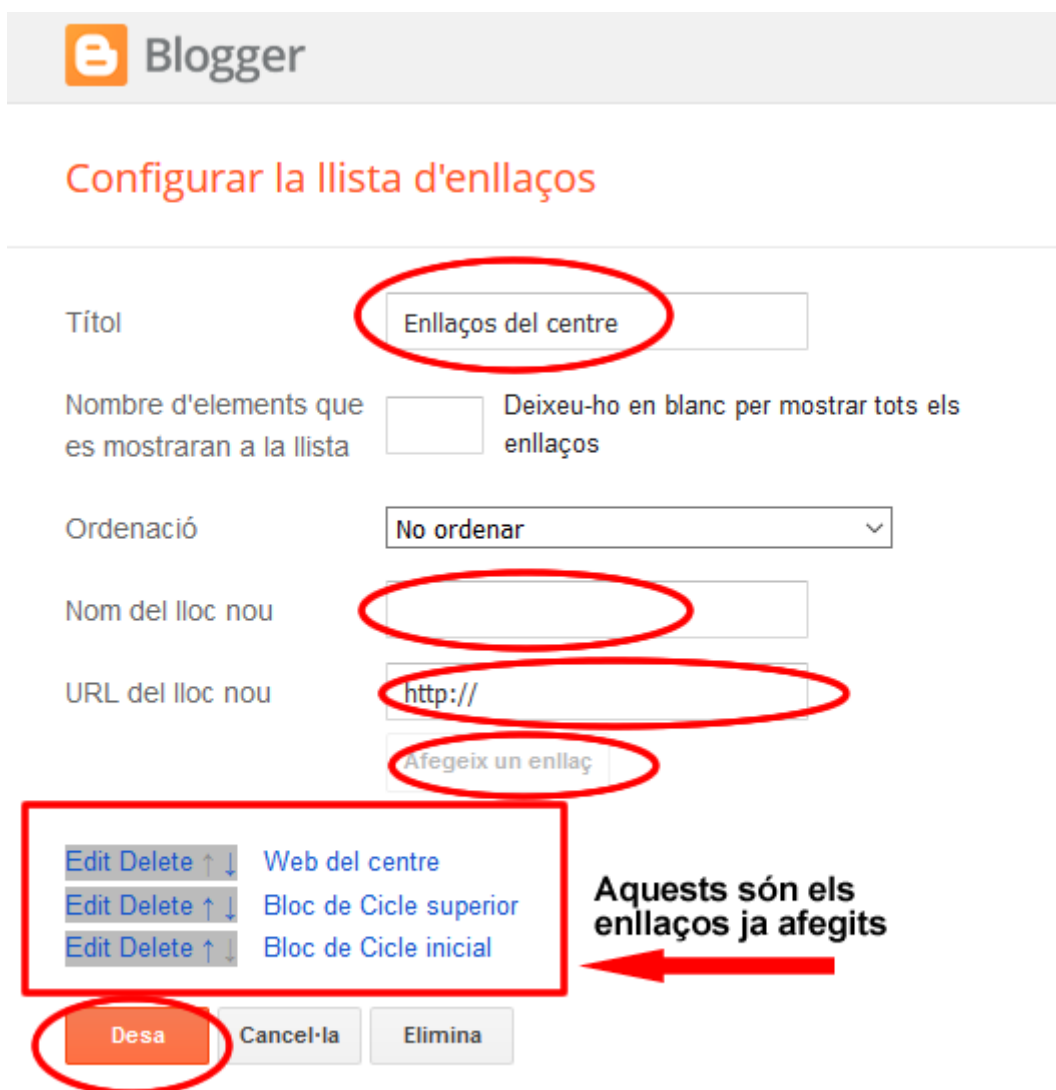 Blogger
Configurar la llista d'enllaços
Títol
Enllaços del centre
Nombre d'elements que
es mostraran a la llista
Deixeu-ho en blanc per mostrar tots els
enllaços
Ordenació
No ordenar
Nom del lloc nou
URL del lloc nou
http://
Afegeix un enllaç
Edit Delete ↑ ↓ Web del centre
Edit Delete ↑ ↓ Bloc de Cicle superior
Edit Delete ↑ ↓ Bloc de Cicle inicial
Aquests són els
enllaços ja afegits
Desa
Cancel·la
Elimina